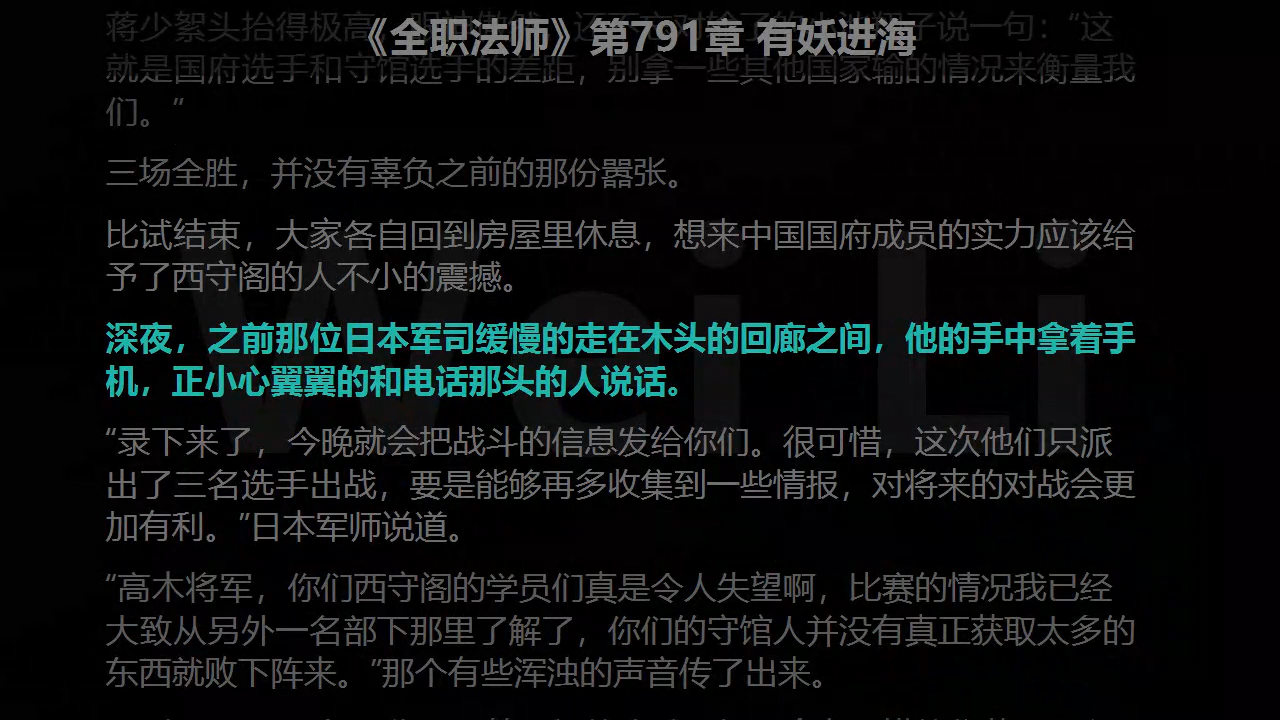 《全职法师》第791章 有妖进海
蒋少絮头抬得极高，子说一句：“这
就是国府选手和守馆选手的差距，别拿一些其他国家输的情况来衡量我
们。”
三场全胜，并没有辜负之前的那份嚣张。
比试结束，大家各自回到房屋里休息，想来中国国府成员的实力应该给
予了西守阁的人不小的震撼。
深夜，之前那位日本军司缓慢的走在木头的回廊之间，他的手中拿着手
机，正小心翼翼的和电话那头的人说话。
“录下来了，今晚就会把战斗的信息发给你们。很可惜，这次他们只派
出了三名选手出战，要是能够再多收集到一些情报，对将来的对战会更
加有利。”日本军师说道。
“高木将军，你们西守阁的学员们真是令人失望啊，比赛的情况我已经
大致从另外一名部下那里了解了，你们的守馆人并没有真正获取太多的
东西就败下阵来。”那个有些浑浊的声音传了出来。
Wei Li